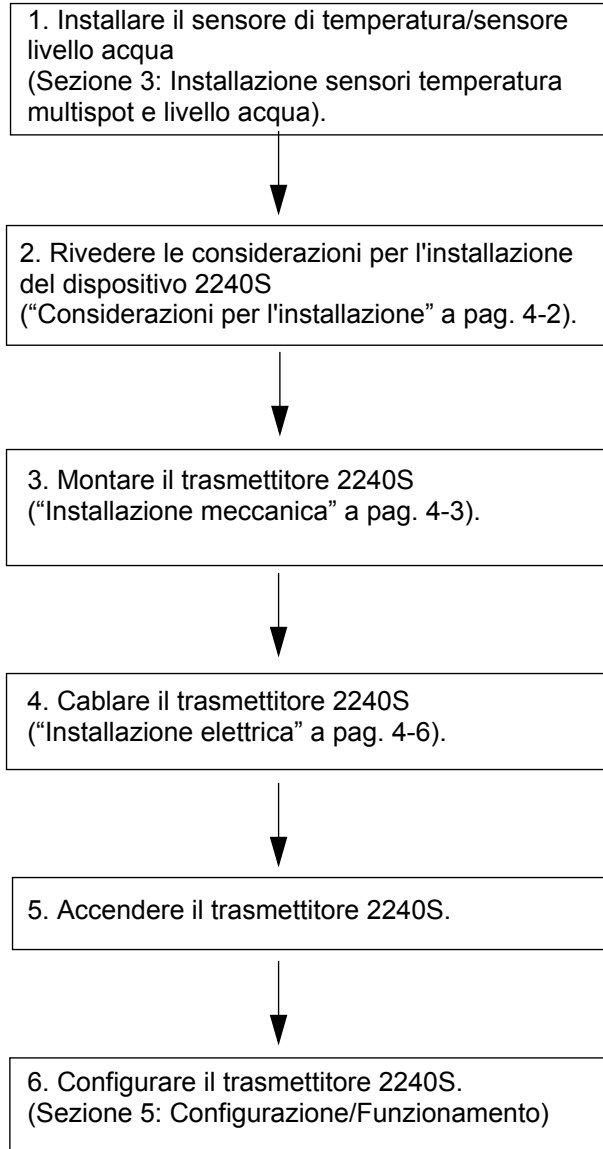 1. Installare il sensore di temperatura/sensore
livello acqua
(Sezione 3: Installazione sensori temperatura
multispot e livello acqua).
2. Rivedere le considerazioni per l'installazione
del dispositivo 2240S
(“Considerazioni per l'installazione” a pag. 4-2).
3. Montare il trasmettitore 2240S
(“Installazione meccanica” a pag. 4-3).
4. Cablare il trasmettitore 2240S
(“Installazione elettrica” a pag. 4-6).
5. Accendere il trasmettitore 2240S.
6. Configurare il trasmettitore 2240S.
(Sezione 5: Configurazione/Funzionamento)